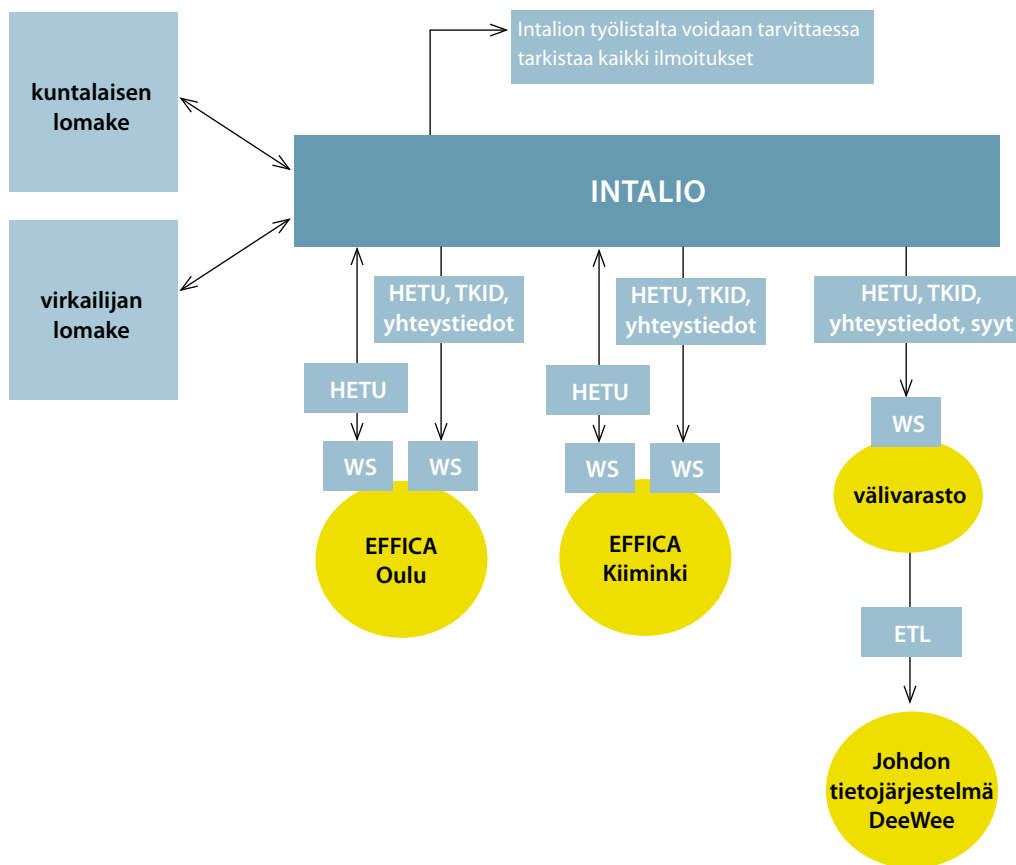 Intalion työlistalta voidaan tarvittaessa
tarkistaa kaikki ilmoitukset
kuntalaisen
lomake
INTALIO
virkailijan
lomake
HETU, TKID,
yhteystiedot
HETU, TKID,
yhteystiedot
HETU, TKID,
yhteystiedot, syyt
HETU
HETU
WS
WS
WS
WS
WS
välivarasto
EFFICA
Oulu
EFFICA
Kiiminki
ETL
Johdon
tietojärjestelmä
DeeWee